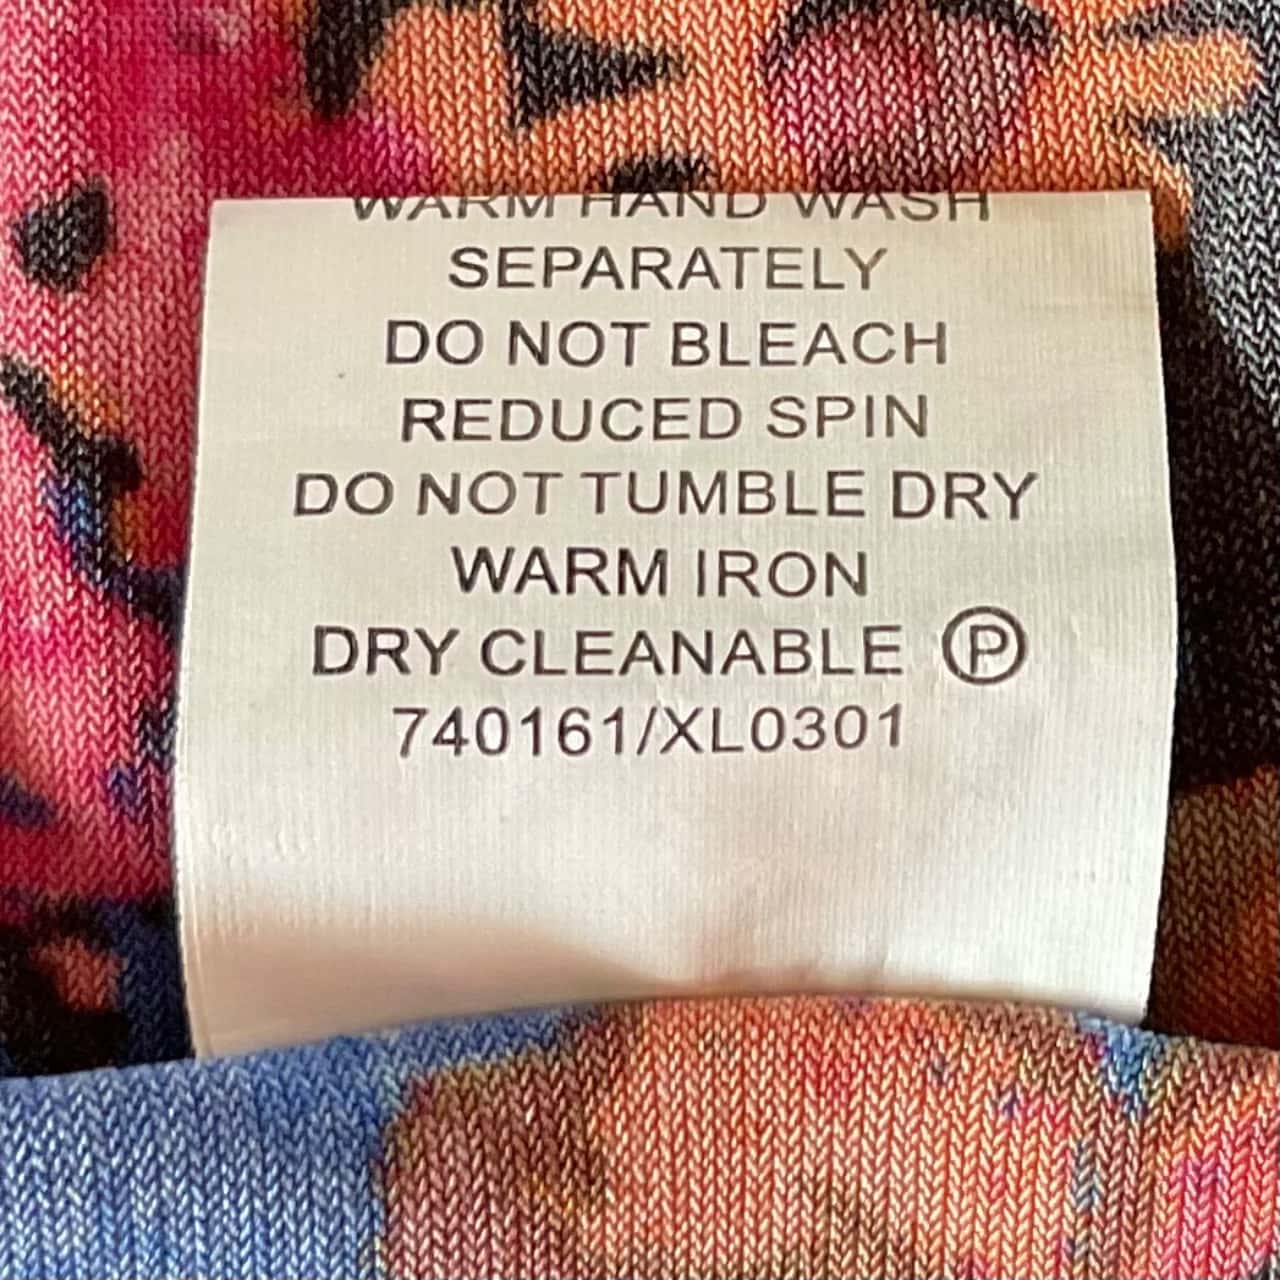 WARM HAND WASH
SEPARATELY
DO NOT BLEACH
REDUCED SPIN
DO NOT TUMBLE DRY
WARM IRON
DRY CLEANABLE Ⓟ
740161/XL0301